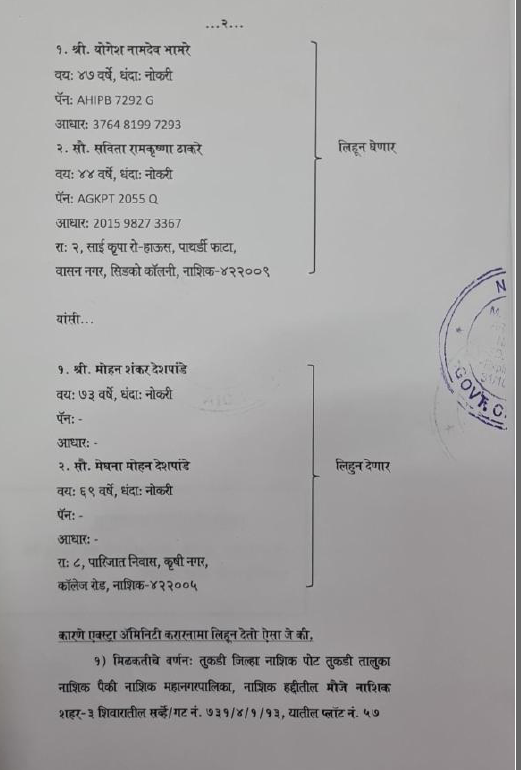 ...२...
१. श्री. योगेश नामदेव भामरे
वय: ४७ वर्षे, धंदा: नोकरी
पॅन: AHIPB 7292 G
आधार: 3764 8199 7293
२. सौ. सविता रामकृष्णा ठाकरे
वय: ४४ वर्षे, धंदा: नोकरी
पॅन: AGKPT 2055 Q
आधार: 2015 9827 3367
रा: २, साई कृपा रो-हाऊस, पाथर्डी फाटा,
वासन नगर, सिडको कॉलनी, नाशिक-४२२००९
लिहून घेणार
यांसी...
१. श्री. मोहन शंकर देशपांडे
वय: ७३ वर्षे, धंदा: नोकरी
पॅन: -
आधार: -
२. सौ. मेघना मोहन देशपांडे
वय: ६९ वर्षे, धंदा: नोकरी
पॅन: -
आधार: -
रा: ८, पारिजात निवास, कृषी नगर,
कॉलेज रोड, नाशिक-४२२००५
लिहुन देणार
GOVT.
कारणे एक्स्ट्रा ॲमिनिटी करारनामा लिहून देतो ऐसा जे की,
१) मिळकतीचे वर्णन: तुकडी जिल्हा नाशिक पोट तुकडी तालुका
नाशिक पैकी नाशिक महानगरपालिका, नाशिक हद्दीतील मौजे नाशिक
शहर-३ शिवारातील सर्व्हे/गट नं. ७३१/४/१/१३, यातील प्लॉट नं. ५७